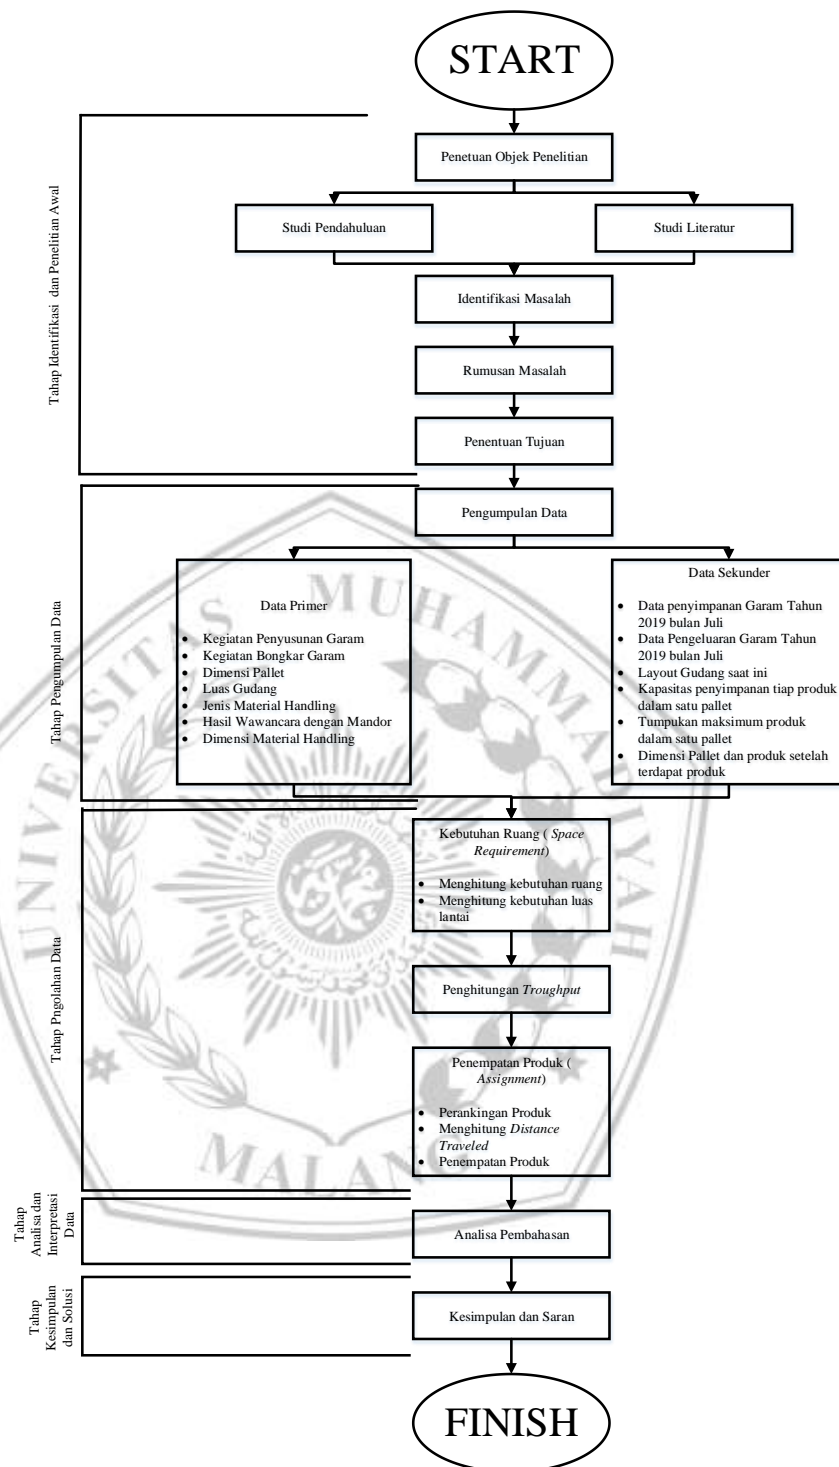 START
Tahap Identifikasi dan Penelitian Awal
Penetuan Objek Penelitian
Studi Pendahuluan
Studi Literatur
Identifikasi Masalah
Rumusan Masalah
Penentuan Tujuan
Tahap Pengumpulan Data
Pengumpulan Data
Data Primer
• Kegiatan Penyusunan Garam
• Kegiatan Bongkar Garam
• Dimensi Pallet
• Luas Gudang
• Jenis Material Handling
• Hasil Wawancara dengan Mandor
• Dimensi Material Handling
Data Sekunder
• Data penyimpanan Garam Tahun
2019 bulan Juli
• Data Pengeluaran Garam Tahun
2019 bulan Juli
• Layout Gudang saat ini
• Kapasitas penyimpanan tiap produk
dalam satu pallet
• Tumpukan maksimum produk
dalam satu pallet
• Dimensi Pallet dan produk setelah
terdapat produk
Tahap Pngolahan Data
Kebutuhan Ruang ( Space
Requirement)
• Menghitung kebutuhan ruang
• Menghitung kebutuhan luas
lantai
Penghitungan Troughput
Penempatan Produk (
Assignment)
• Perankingan Produk
• Menghitung Distance
Traveled
• Penempatan Produk
Tahap
Analisa dan
Interpretasi
Data
Analisa Pembahasan
Tahap
Kesimpulan
dan Solusi
Kesimpulan dan Saran
FINISH
UNIVERSITAS MUHAMMADIYAH
MALANG